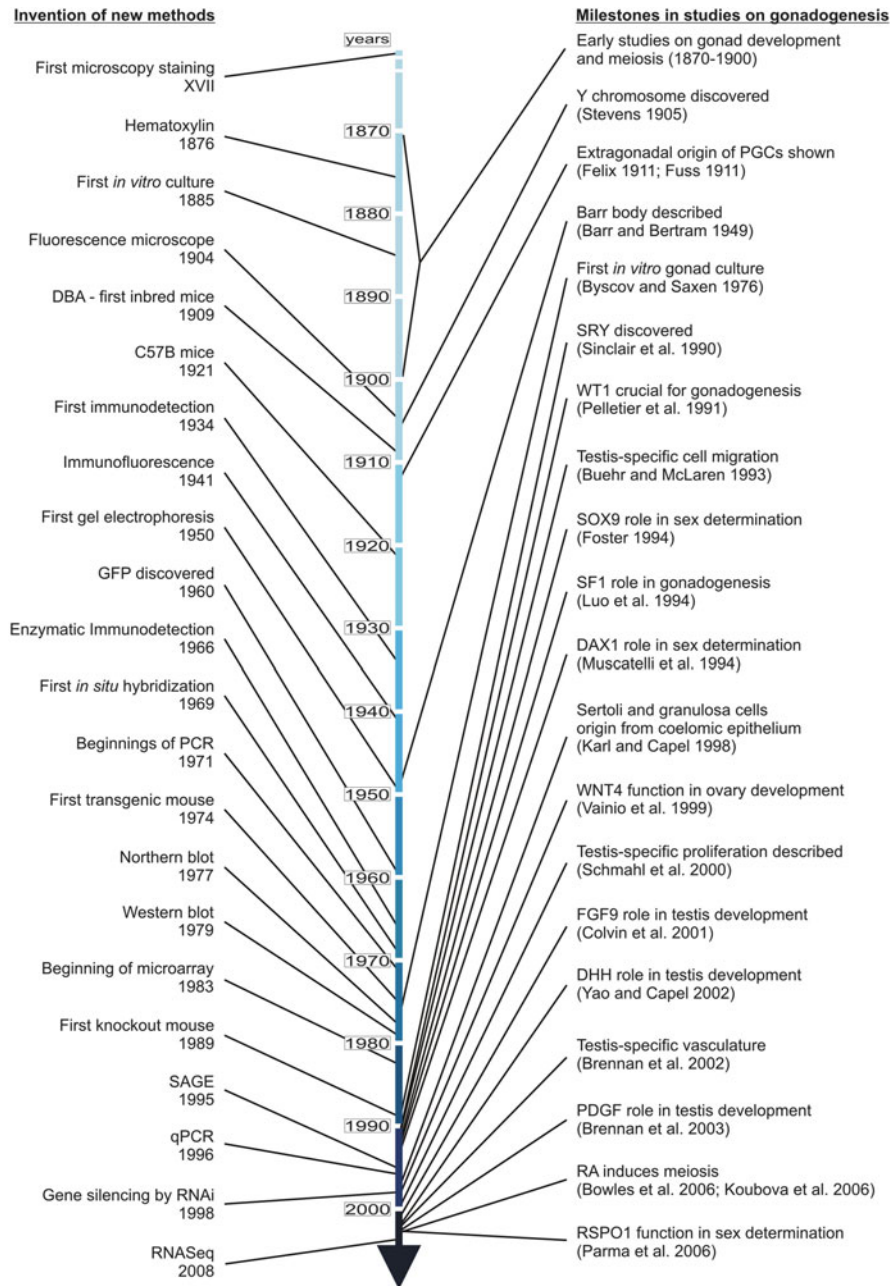 Invention of new methods
First microscopy staining
XVII
Hematoxylin
1876
First in vitro culture
1885
Fluorescence microscope
1904
DBA - first inbred mice
1909
C57B mice
1921
First immunodetection
1934
Immunofluorescence
1941
First gel electrophoresis
1950
GFP discovered
1960
Enzymatic Immunodetection
1966
First in situ hybridization
1969
Beginnings of PCR
1971
First transgenic mouse
1974
Northern blot
1977
Western blot
1979
Beginning of microarray
1983
First knockout mouse
1989
SAGE
1995
qPCR
1996
Gene silencing by RNAi
1998
RNASeq
2008
years
1870
1880
1890
1900
1910
1920
1930
1940
1950
1960
1970
1980
1990
2000
Milestones in studies on gonadogenesis
Early studies on gonad development
and meiosis (1870-1900)
Y chromosome discovered
(Stevens 1905)
Extragonadal origin of PGCs shown
(Felix 1911; Fuss 1911)
Barr body described
(Barr and Bertram 1949)
First in vitro gonad culture
(Byscov and Saxen 1976)
SRY discovered
(Sinclair et al. 1990)
WT1 crucial for gonadogenesis
(Pelletier et al. 1991)
Testis-specific cell migration
(Buehr and McLaren 1993)
SOX9 role in sex determination
(Foster 1994)
SF1 role in gonadogenesis
(Luo et al. 1994)
DAX1 role in sex determination
(Muscatelli et al. 1994)
Sertoli and granulosa cells
origin from coelomic epithelium
(Karl and Capel 1998)
WNT4 function in ovary development
(Vainio et al. 1999)
Testis-specific proliferation described
(Schmahl et al. 2000)
FGF9 role in testis development
(Colvin et al. 2001)
DHH role in testis development
(Yao and Capel 2002)
Testis-specific vasculature
(Brennan et al. 2002)
PDGF role in testis development
(Brennan et al. 2003)
RA induces meiosis
(Bowles et al. 2006; Koubova et al. 2006)
RSPO1 function in sex determination
(Parma et al. 2006)